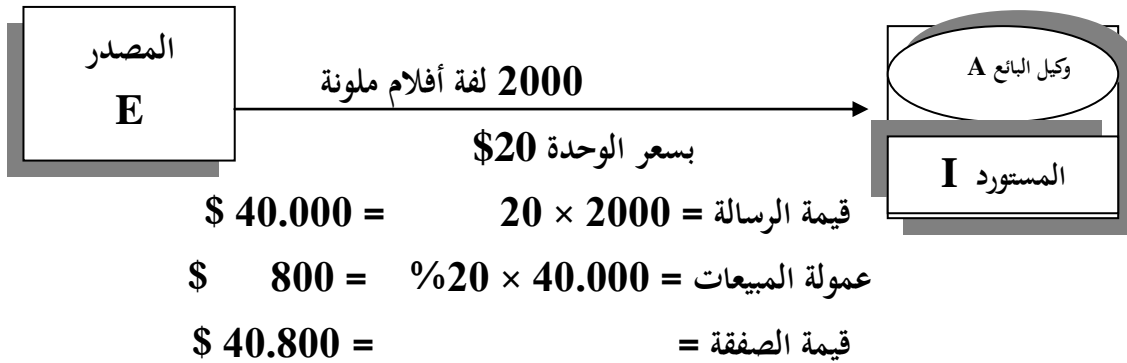 المصدر
E
وكيل البائع A
2000 لفة أفلام ملونة
بسعر الوحدة 20$
المستورد I
قيمة الرسالة = 2000 × 20 = 40.000 $
عمولة المبيعات = 40.000 × 20% = 800 $
قيمة الصفقة = = 40.800 $